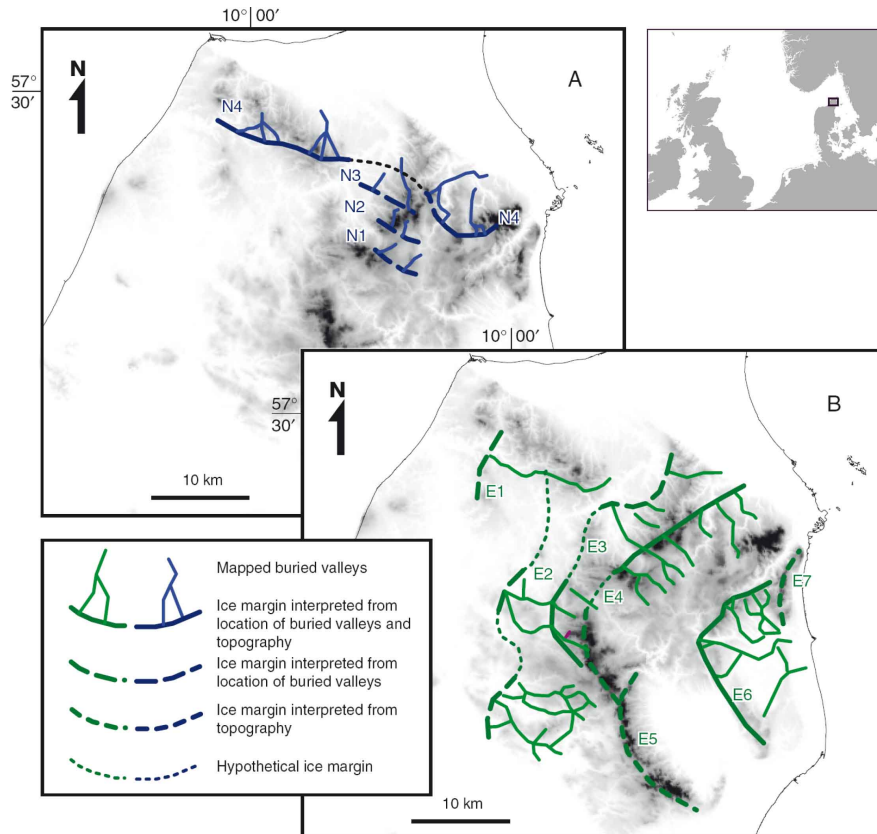 10° 00′
57°
30′
N
A
N4
N3
N2
N1
N4
10 km
10° 00′
57°
30′
N
B
E1
E2
E3
E4
E7
E6
E5
10 km
Mapped buried valleys
Ice margin interpreted from
location of buried valleys and
topography
Ice margin interpreted from
location of buried valleys
Ice margin interpreted from
topography
Hypothetical ice margin